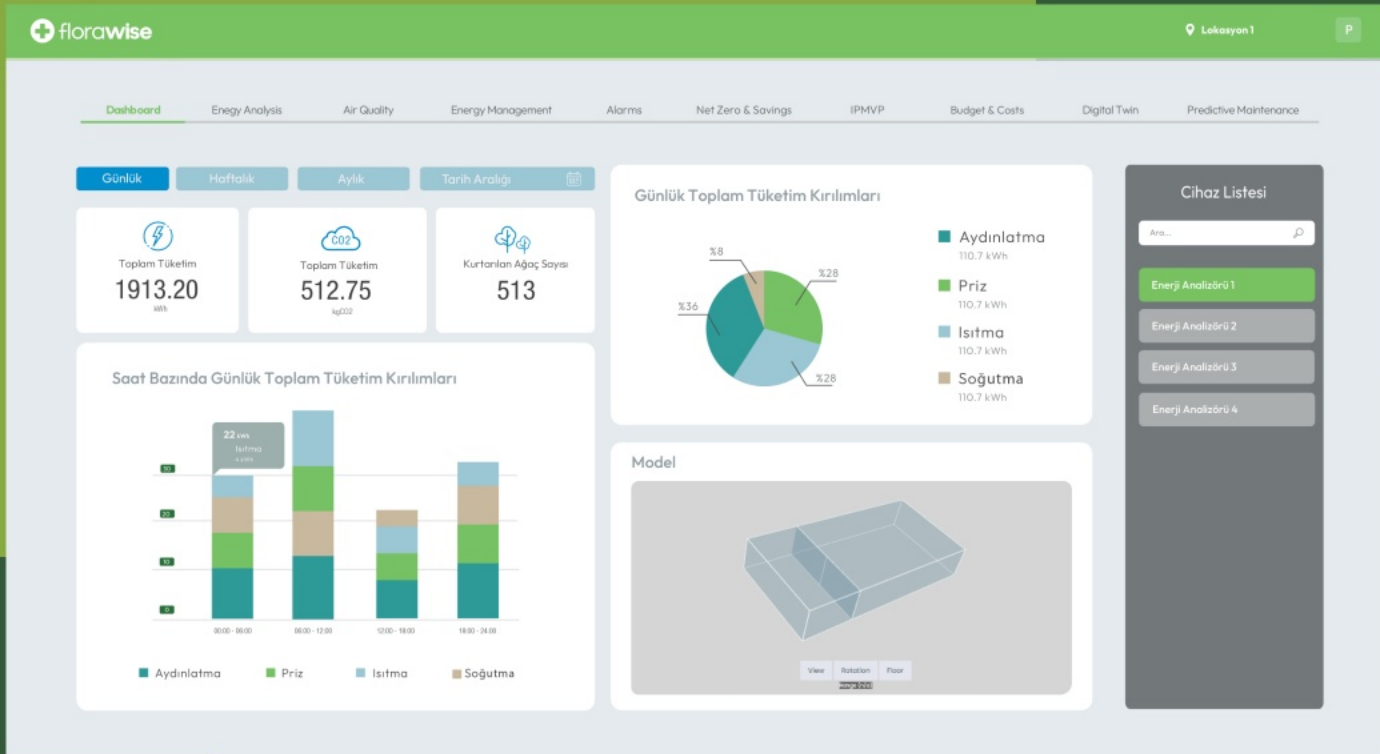 florawise
Lokasyon 1
P
Dashboard
Enegy Analysis
Air Quality
Energy Management
Alarms
Net Zero & Savings
IPMVP
Budget & Costs
Digital Twin
Predictive Maintenance
Günlük
Haftalık
Aylık
Tarih Aralığı
Toplam Tüketim
1913.20
kWh
CO2
Toplam Tüketim
512.75
kgCO2
Kurtarılan Ağaç Sayısı
513
Saat Bazında Günlük Toplam Tüketim Kırılımları
22 kWh
Isıtma
30
20
10
0
00:00 - 06:00
06:00 - 12:00
12:00 - 18:00
18:00 - 24:00
Aydınlatma
Priz
Isıtma
Soğutma
Günlük Toplam Tüketim Kırılımları
%8
%28
%36
%28
Aydınlatma
110.7 kWh
Priz
110.7 kWh
Isıtma
110.7 kWh
Soğutma
110.7 kWh
Model
View
Rotation
Floor
Cihaz Listesi
Ara...
Enerji Analizörü 1
Enerji Analizörü 2
Enerji Analizörü 3
Enerji Analizörü 4